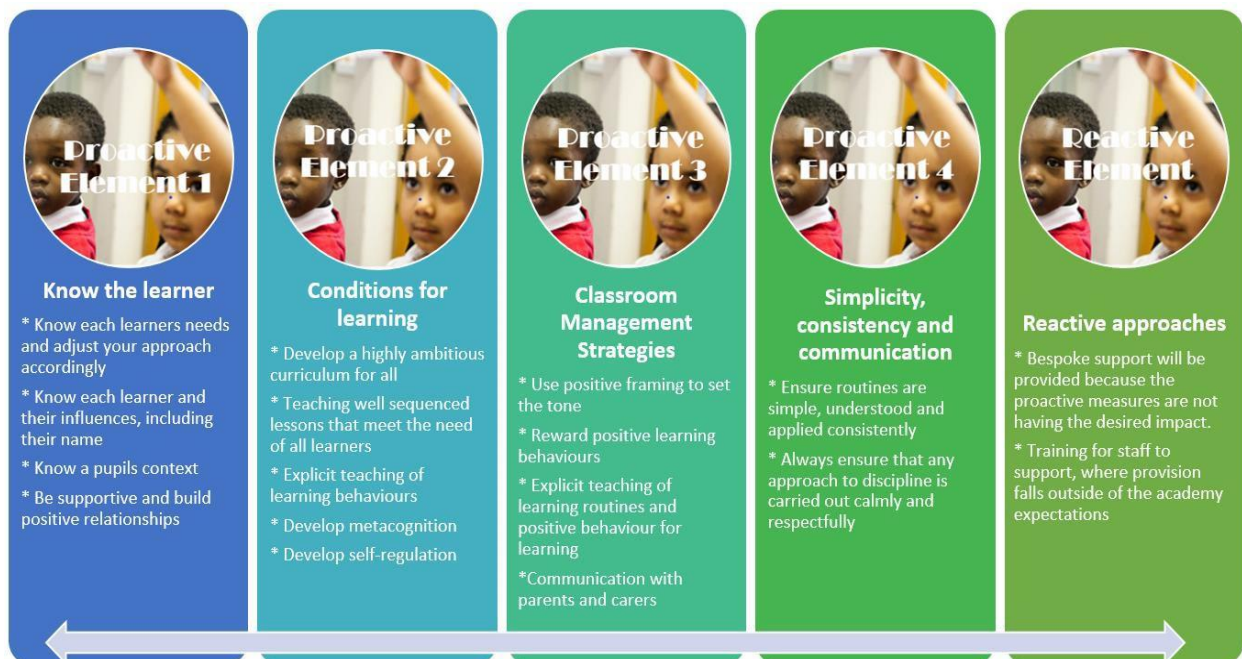 Proactive
Element 1
Know the learner
* Know each learners needs
and adjust your approach
accordingly
* Know each learner and
their influences, including
their name
* Know a pupils context
* Be supportive and build
positive relationships
Proactive
Element 2
Conditions for
learning
* Develop a highly ambitious
curriculum for all
* Teaching well sequenced
lessons that meet the need
of all learners
* Explicit teaching of
learning behaviours
* Develop metacognition
* Develop self-regulation
Proactive
Element 3
Classroom
Management
Strategies
* Use positive framing to set
the tone
* Reward positive learning
behaviours
* Explicit teaching of
learning routines and
positive behaviour for
learning
*Communication with
parents and carers
Proactive
Element 4
Simplicity,
consistency and
communication
* Ensure routines are
simple, understood and
applied consistently
* Always ensure that any
approach to discipline is
carried out calmly and
respectfully
Reactive
Element
Reactive approaches
* Bespoke support will be
provided because the
proactive measures are not
having the desired impact.
* Training for staff to
support, where provision
falls outside of the academy
expectations